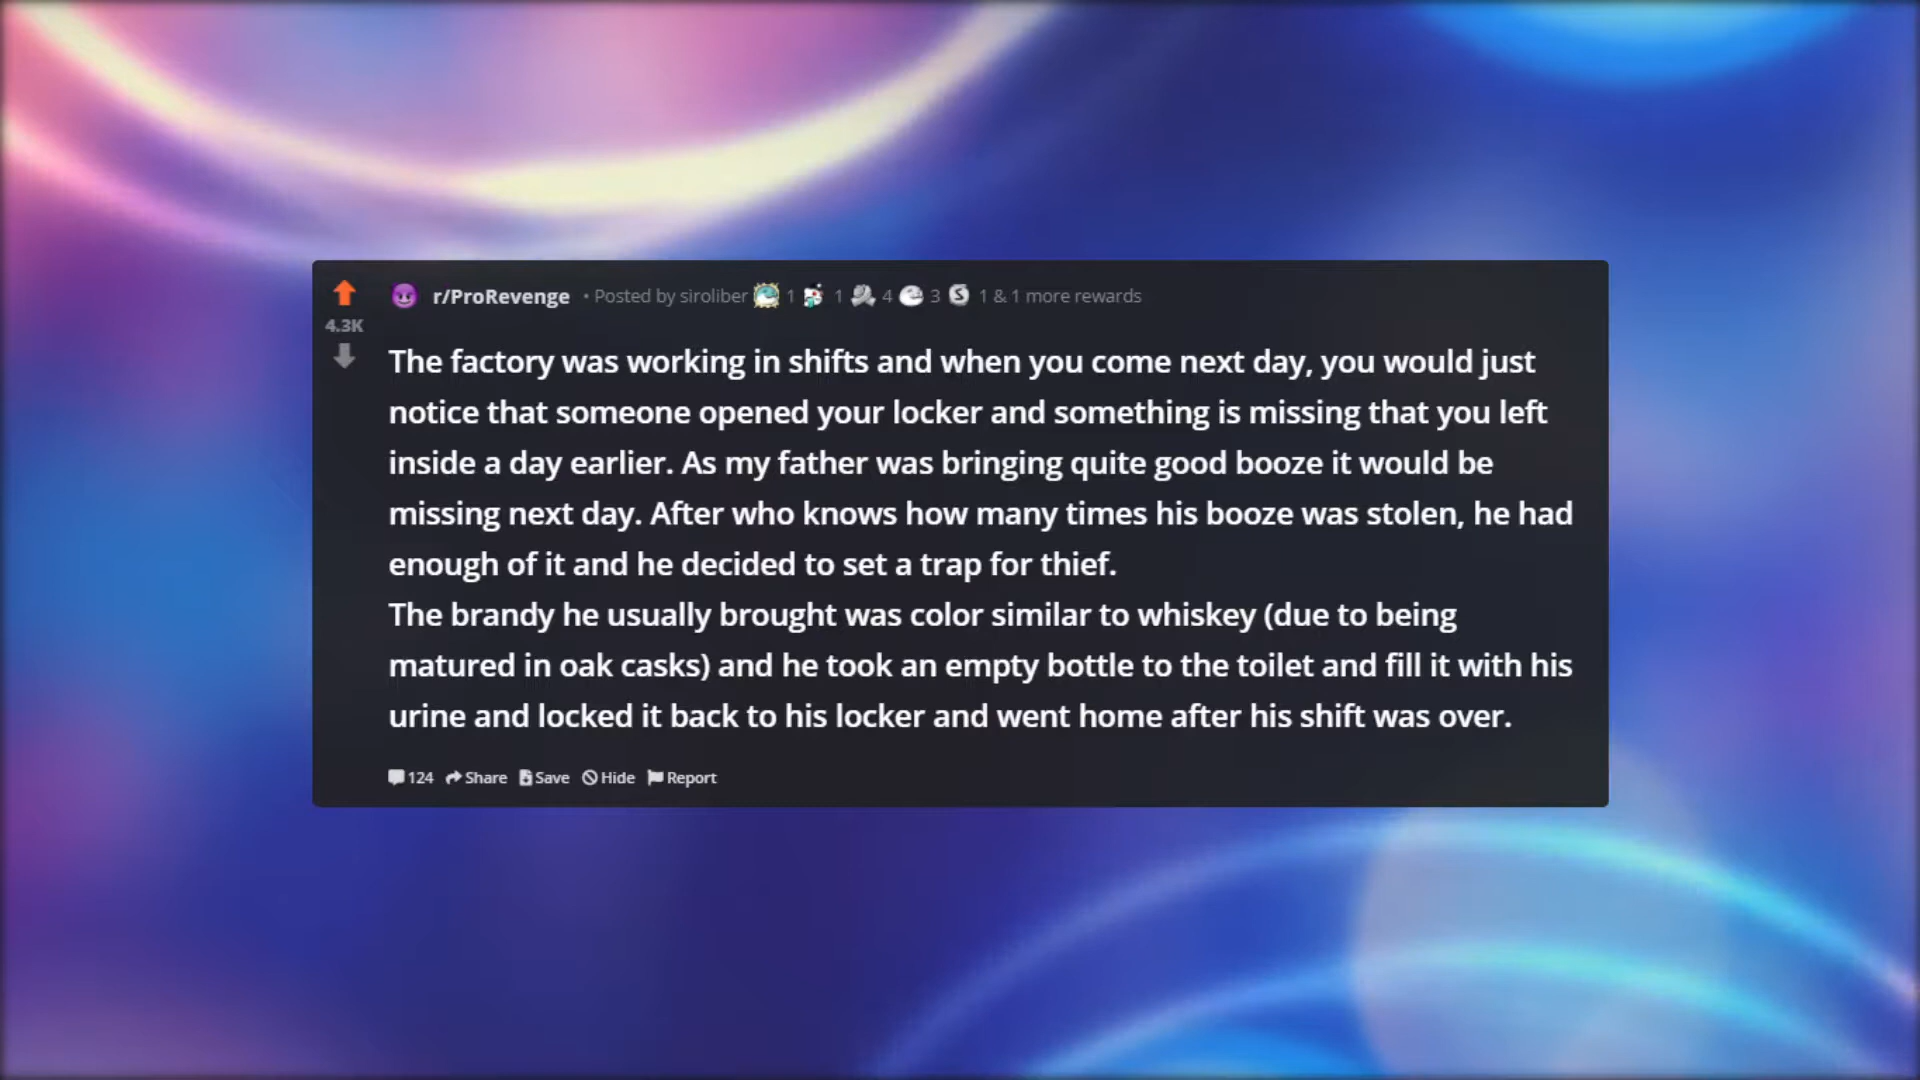 r/ProRevenge • Posted by siroliber 1 1 4 3 1 & 1 more rewards
4.3K
The factory was working in shifts and when you come next day, you would just
notice that someone opened your locker and something is missing that you left
inside a day earlier. As my father was bringing quite good booze it would be
missing next day. After who knows how many times his booze was stolen, he had
enough of it and he decided to set a trap for thief.
The brandy he usually brought was color similar to whiskey (due to being
matured in oak casks) and he took an empty bottle to the toilet and fill it with his
urine and locked it back to his locker and went home after his shift was over.
124 Share Save Hide Report